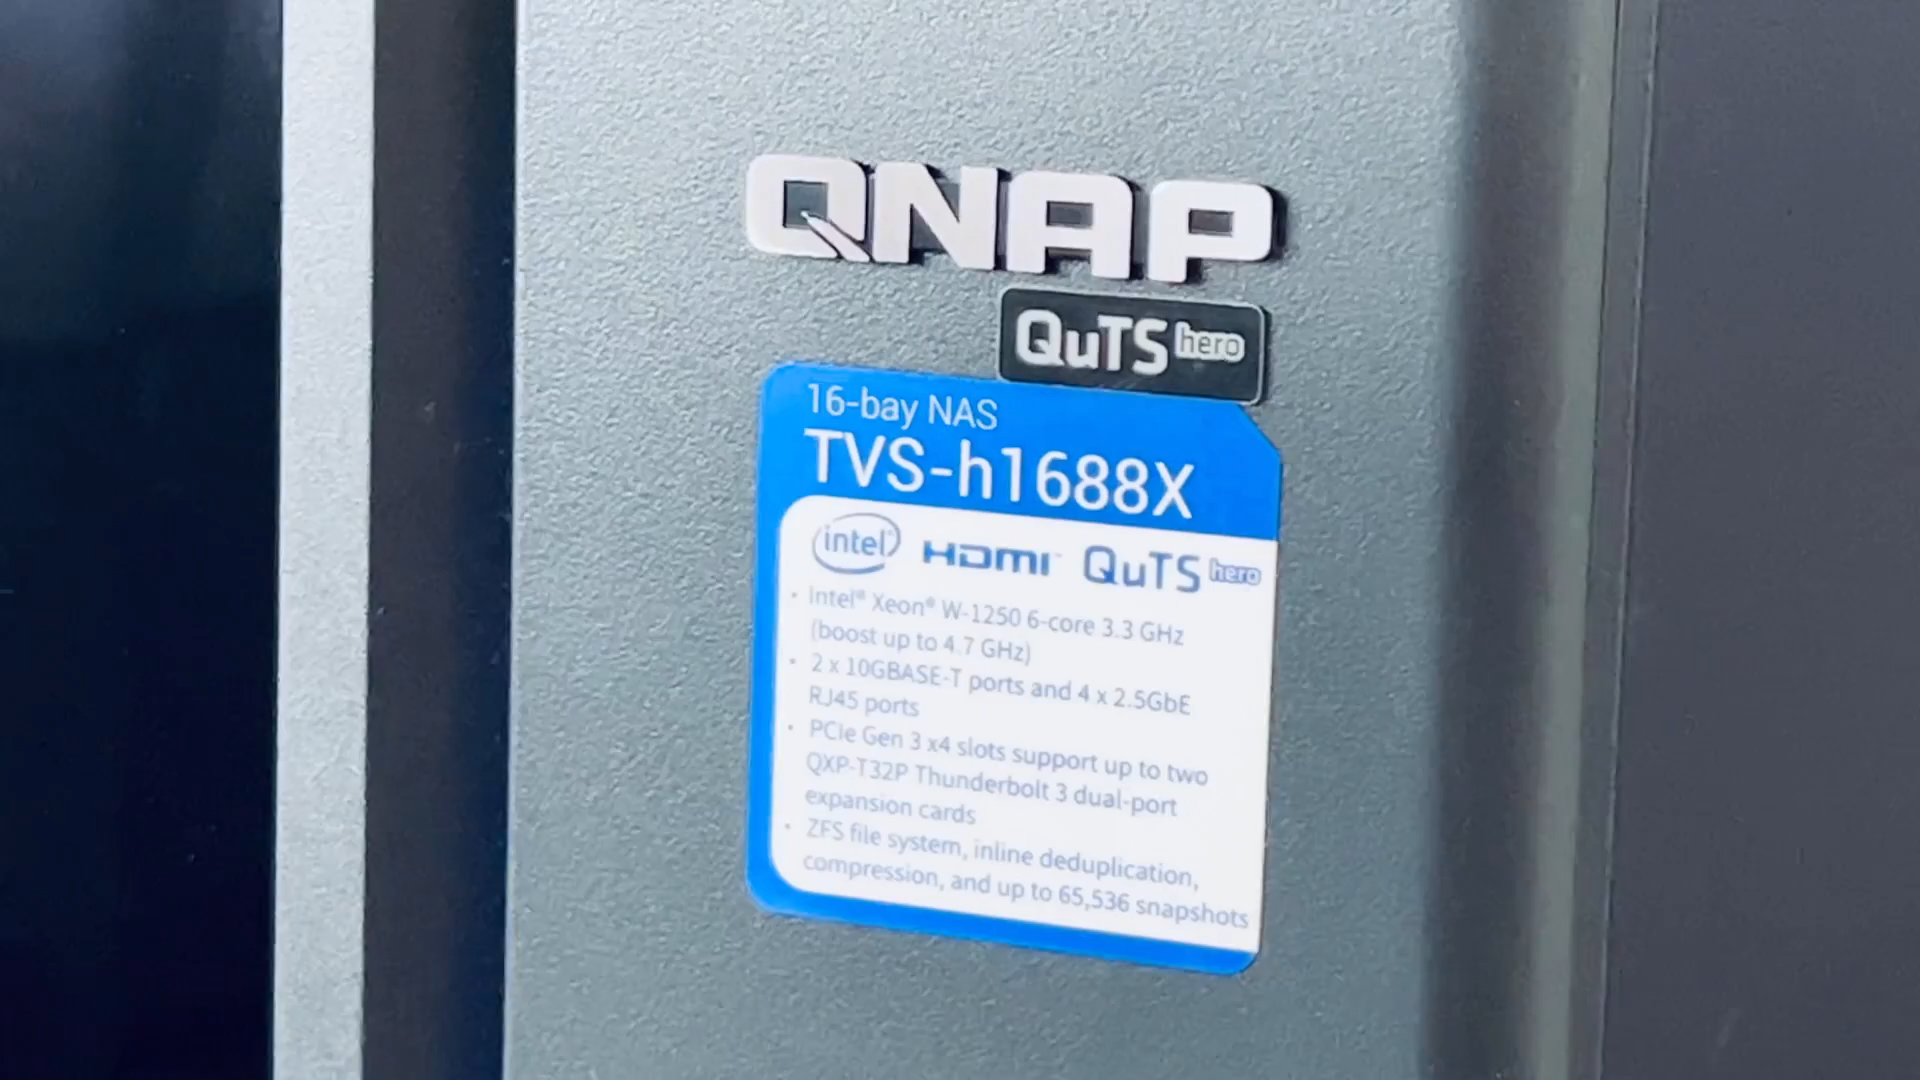 QNAP
QuTS hero
16-bay NAS
TVS-h1688X
intel® HDMI™ QuTS hero
• Intel® Xeon® W-1250 6-core 3.3 GHz
(boost up to 4.7 GHz)
• 2 x 10GBASE-T ports and 4 x 2.5GbE
RJ45 ports
• PCIe Gen 3 x4 slots support up to two
QXP-T32P Thunderbolt 3 dual-port
expansion cards
• ZFS file system, inline deduplication,
compression, and up to 65,536 snapshots